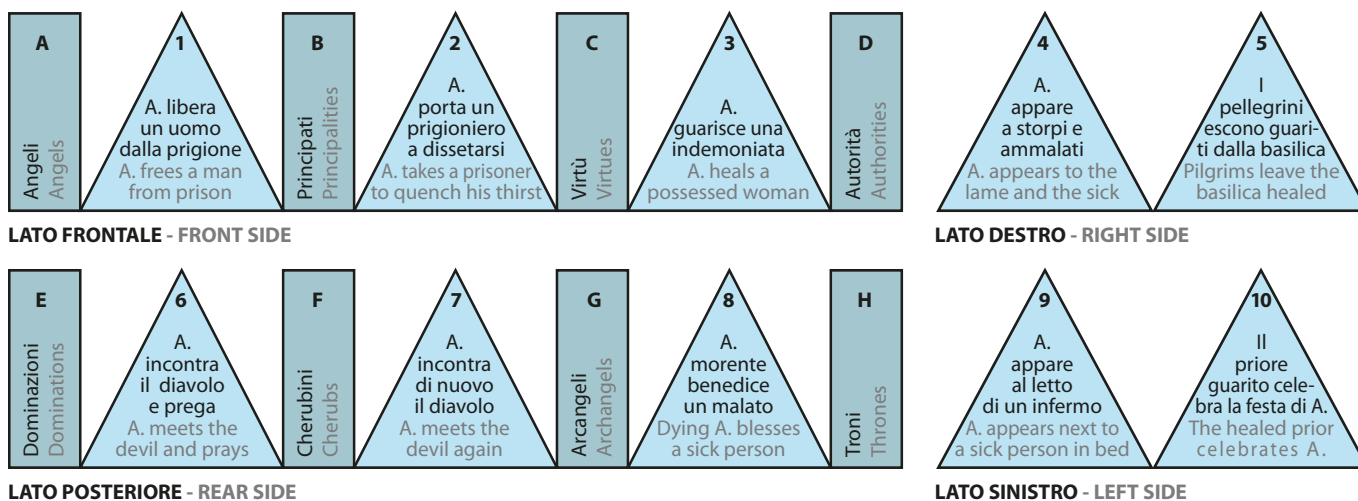 A
Angeli
Angels
1
A. libera
un uomo
dalla prigione
A. frees a man
from prison
B
Principati
Principalities
2
A.
porta un
prigioniero
a dissetarsi
A. takes a prisoner
to quench his thirst
C
Virtù
Virtues
3
A.
guarisce una
indemoniata
A. heals a
possessed woman
D
Autorità
Authorities
LATO FRONTALE - FRONT SIDE
4
A.
appare
a storpi e
ammalati
A. appears to the
lame and the sick
5
I
pellegrini
escono guari-
ti dalla basilica
Pilgrims leave the
basilica healed
LATO DESTRO - RIGHT SIDE
E
Dominazioni
Dominations
6
A.
incontra
il diavolo
e prega
A. meets the
devil and prays
F
Cherubini
Cherubs
7
A.
incontra
di nuovo
il diavolo
A. meets the
devil again
G
Arcangeli
Archangels
8
A.
morente
benedice
un malato
Dying A. blesses
a sick person
H
Troni
Thrones
LATO POSTERIORE - REAR SIDE
9
A.
appare
al letto
di un infermo
A. appears next to
a sick person in bed
10
Il
priore
guarito cele-
bra la festa di A.
The healed prior
celebrates A.
LATO SINISTRO - LEFT SIDE